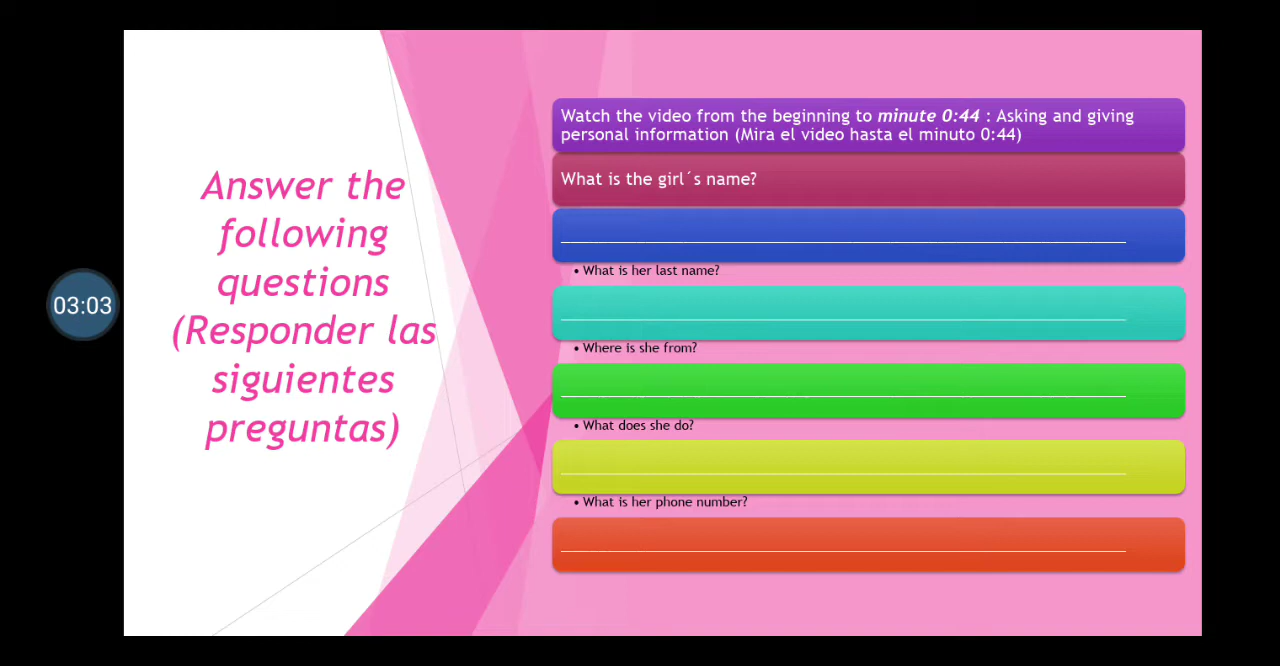 Answer the
following
questions
(Responder las
siguientes
preguntas)
03:03
Watch the video from the beginning to minute 0:44 : Asking and giving
personal information (Mira el video hasta el minuto 0:44)
What is the girl´s name?
• What is her last name?
• Where is she from?
• What does she do?
• What is her phone number?